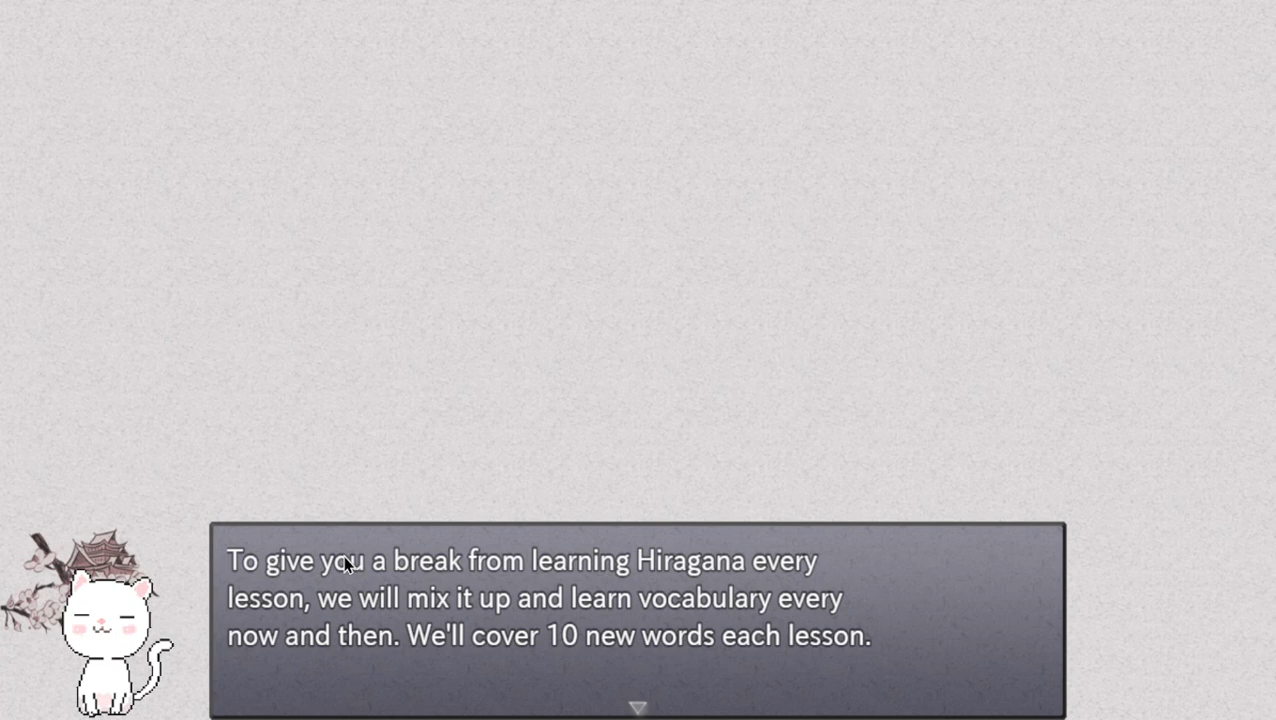 To give you a break from learning Hiragana every
lesson, we will mix it up and learn vocabulary every
now and then. We'll cover 10 new words each lesson.